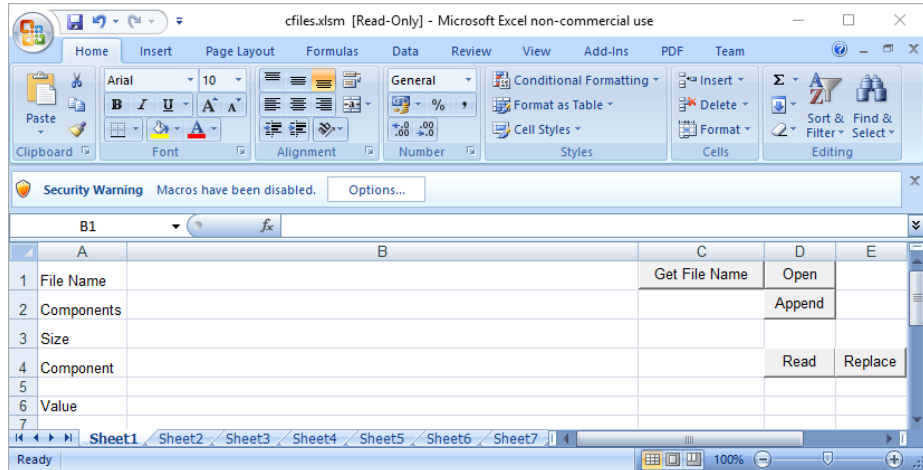 cfiles.xlsm [Read-Only] - Microsoft Excel non-commercial use
Home Insert Page Layout Formulas Data Review View Add-Ins PDF Team
Paste
Arial 10
B I U A A
A
General
% ,
.00 .00
Conditional Formatting
Format as Table
Cell Styles
Insert
Delete
Format
Σ
Sort & Filter
Find & Select
Clipboard Font Alignment Number Styles Cells Editing
Security Warning Macros have been disabled. Options...
B1 fx
A B C D E
1 File Name Get File Name Open
2 Components Append
3 Size
4 Component Read Replace
5
6 Value
7
Sheet1 Sheet2 Sheet3 Sheet4 Sheet5 Sheet6 Sheet7
Ready 100%